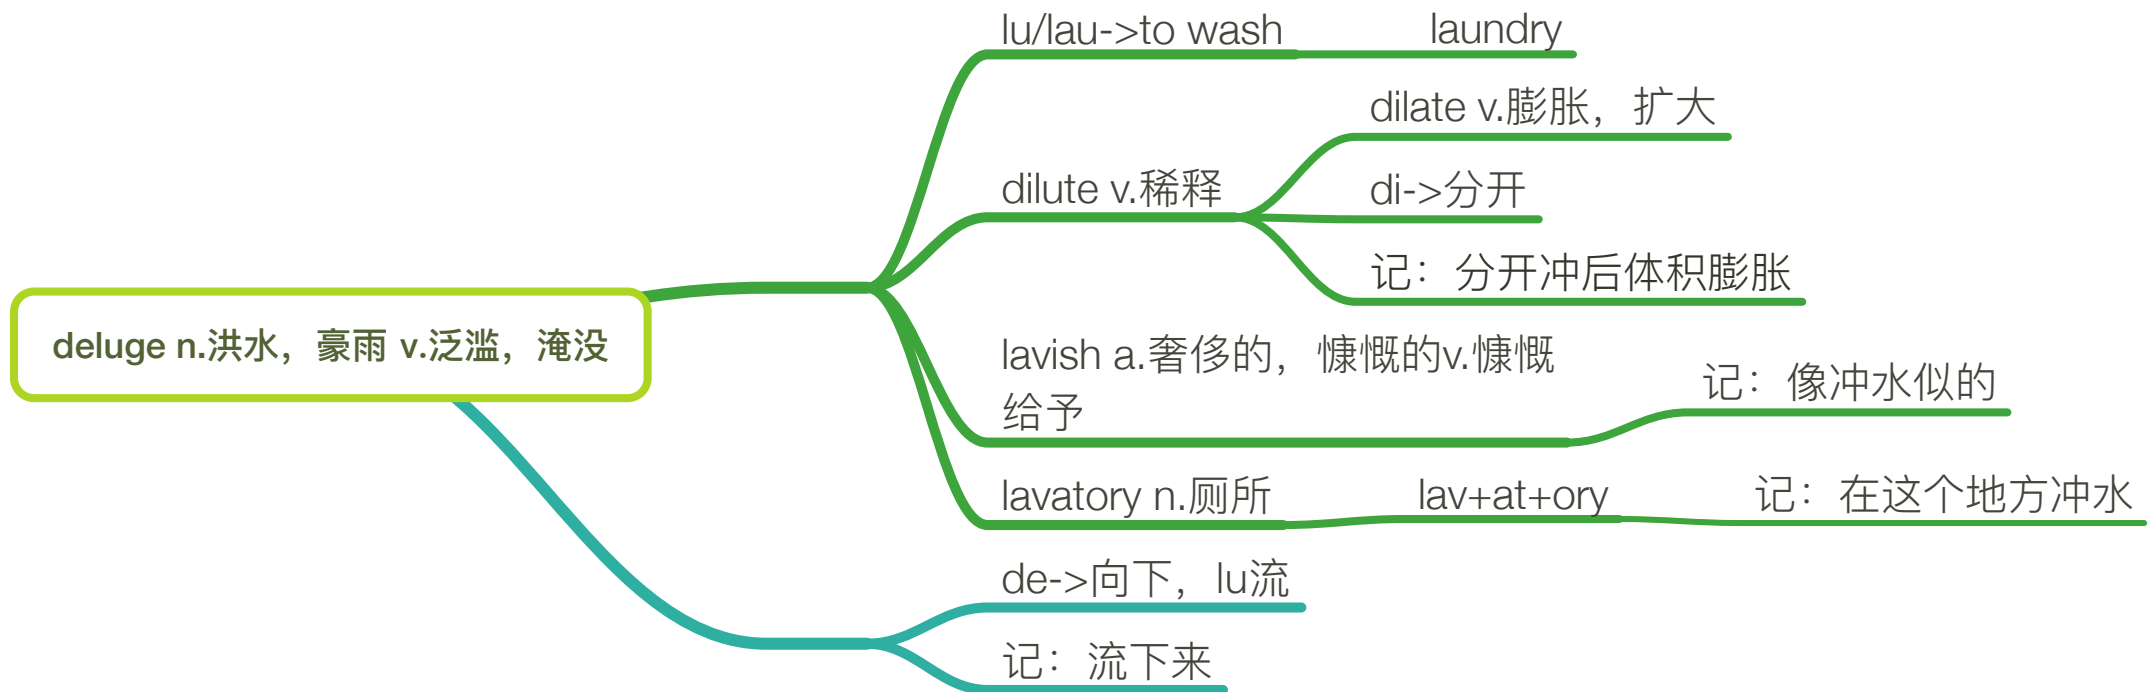 deluge n.洪水，豪雨 v.泛滥，淹没
lu/lau->to wash
laundry
dilute v.稀释
dilate v.膨胀，扩大
di->分开
记：分开冲后体积膨胀
lavish a.奢侈的，慷慨的v.慷慨
给予
记：像冲水似的
lavatory n.厕所
lav+at+ory
记：在这个地方冲水
de->向下，lu流
记：流下来